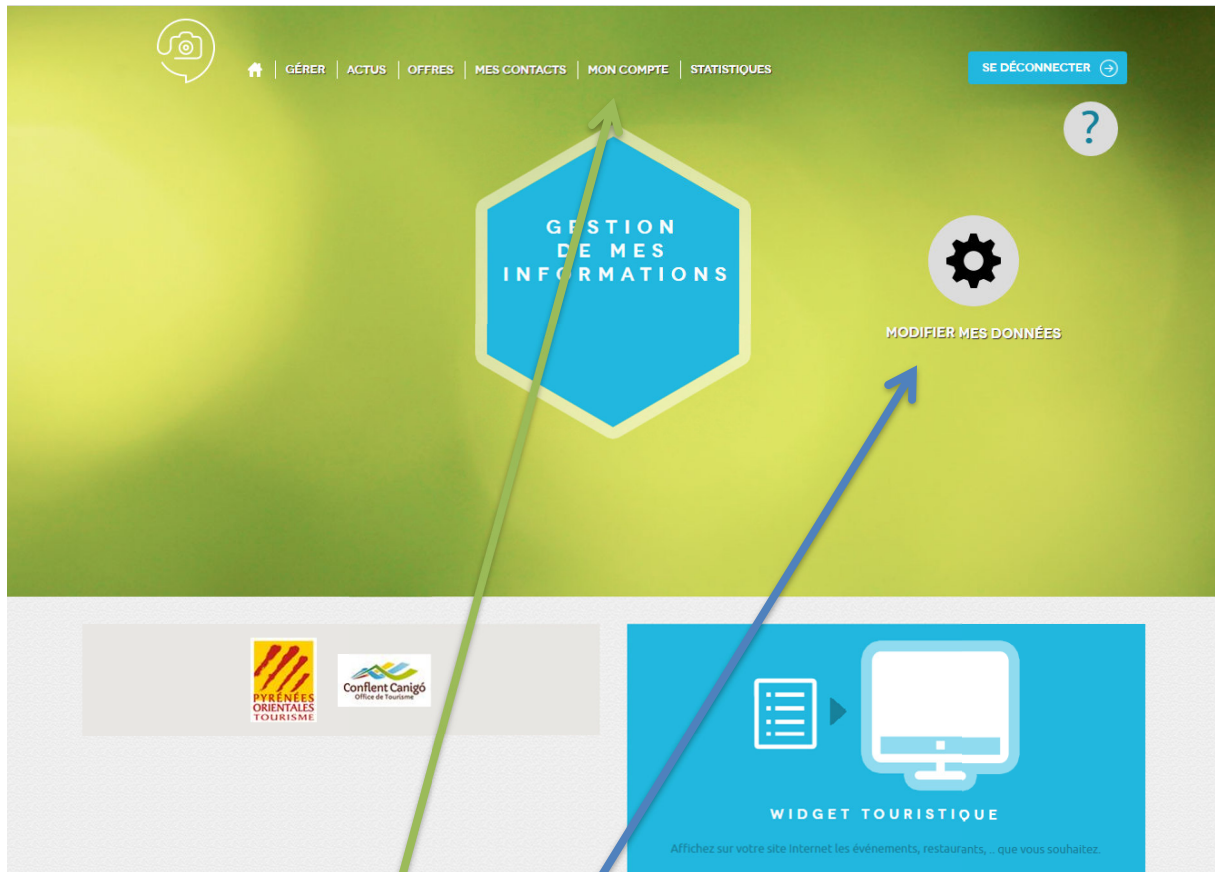 GÉRER | ACTUS | OFFRES | MES CONTACTS | MON COMPTE | STATISTIQUES
SE DÉCONNECTER
?
GESTION
DE MES
INFORMATIONS
MODIFIER MES DONNÉES
PYRÉNÉES
ORIENTALES
TOURISME
Conflent Canigó
Office de Tourisme
WIDGET TOURISTIQUE
Affichez sur votre site Internet les événements, restaurants, ... que vous souhaitez.